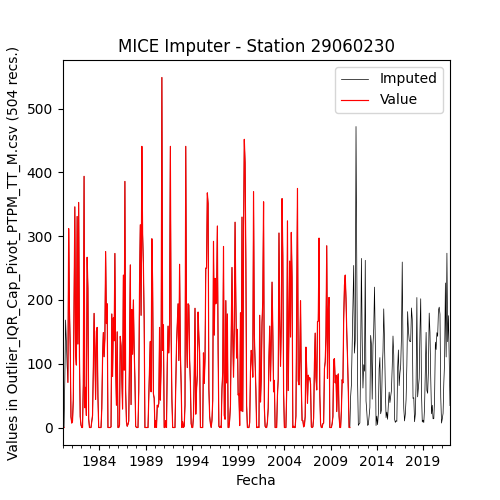 MICE Imputer - Station 29060230
Values in Outlier_IQR_Cap_Pivot_PTPM_TT_M.csv (504 recs.)
500
400
300
200
100
0
Imputed
Value
1984 1989 1994 1999 2004 2009 2014 2019
Fecha